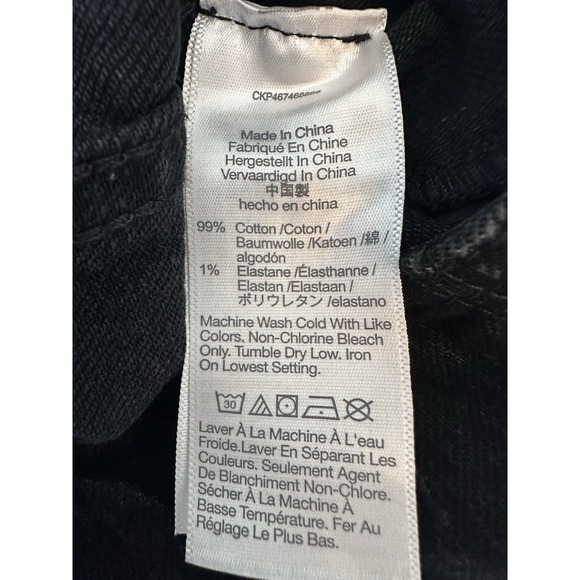 Made In China
Fabriqué En Chine
Hergestellt In China
Vervaardigd In China
中国製
hecho en china
99% Cotton /Coton /
Baumwolle /Katoen /綿 /
algodón
1% Elastane /Élasthanne /
Elastan /Elastaan /
ポリウレタン /elastano
Machine Wash Cold With Like
Colors. Non-Chlorine Bleach
Only. Tumble Dry Low. Iron
On Lowest Setting.
30
Laver À La Machine À L'eau
Froide.Laver En Séparant Les
Couleurs. Seulement Agent
De Blanchiment Non-Chlore.
Sécher À La Machine À
Basse Température. Fer Au
Réglage Le Plus Bas.